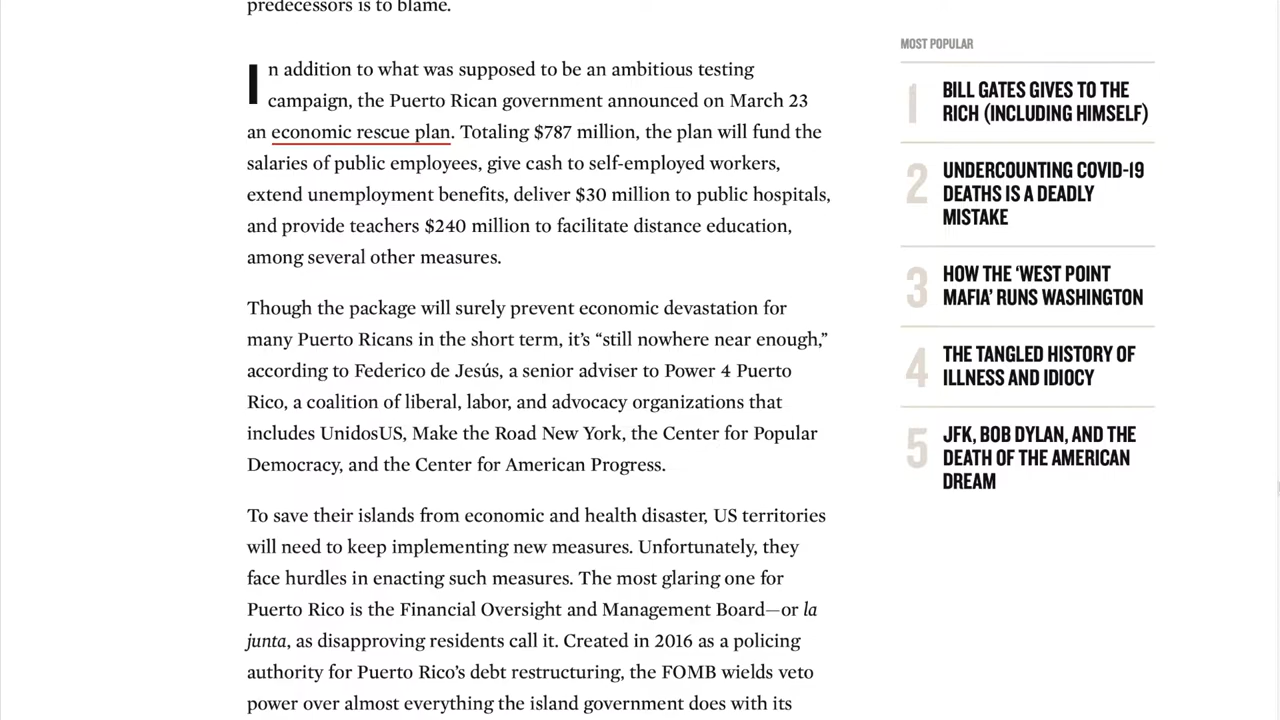 predecessors is to blame.
In addition to what was supposed to be an ambitious testing
campaign, the Puerto Rican government announced on March 23
an economic rescue plan. Totaling $787 million, the plan will fund the
salaries of public employees, give cash to self-employed workers,
extend unemployment benefits, deliver $30 million to public hospitals,
and provide teachers $240 million to facilitate distance education,
among several other measures.
Though the package will surely prevent economic devastation for
many Puerto Ricans in the short term, it’s “still nowhere near enough,”
according to Federico de Jesús, a senior adviser to Power 4 Puerto
Rico, a coalition of liberal, labor, and advocacy organizations that
includes UnidosUS, Make the Road New York, the Center for Popular
Democracy, and the Center for American Progress.
To save their islands from economic and health disaster, US territories
will need to keep implementing new measures. Unfortunately, they
face hurdles in enacting such measures. The most glaring one for
Puerto Rico is the Financial Oversight and Management Board—or la
junta, as disapproving residents call it. Created in 2016 as a policing
authority for Puerto Rico’s debt restructuring, the FOMB wields veto
power over almost everything the island government does with its
MOST POPULAR
1 BILL GATES GIVES TO THE
RICH (INCLUDING HIMSELF)
2 UNDERCOUNTING COVID-19
DEATHS IS A DEADLY
MISTAKE
3 HOW THE ‘WEST POINT
MAFIA’ RUNS WASHINGTON
4 THE TANGLED HISTORY OF
ILLNESS AND IDIOCY
5 JFK, BOB DYLAN, AND THE
DEATH OF THE AMERICAN
DREAM